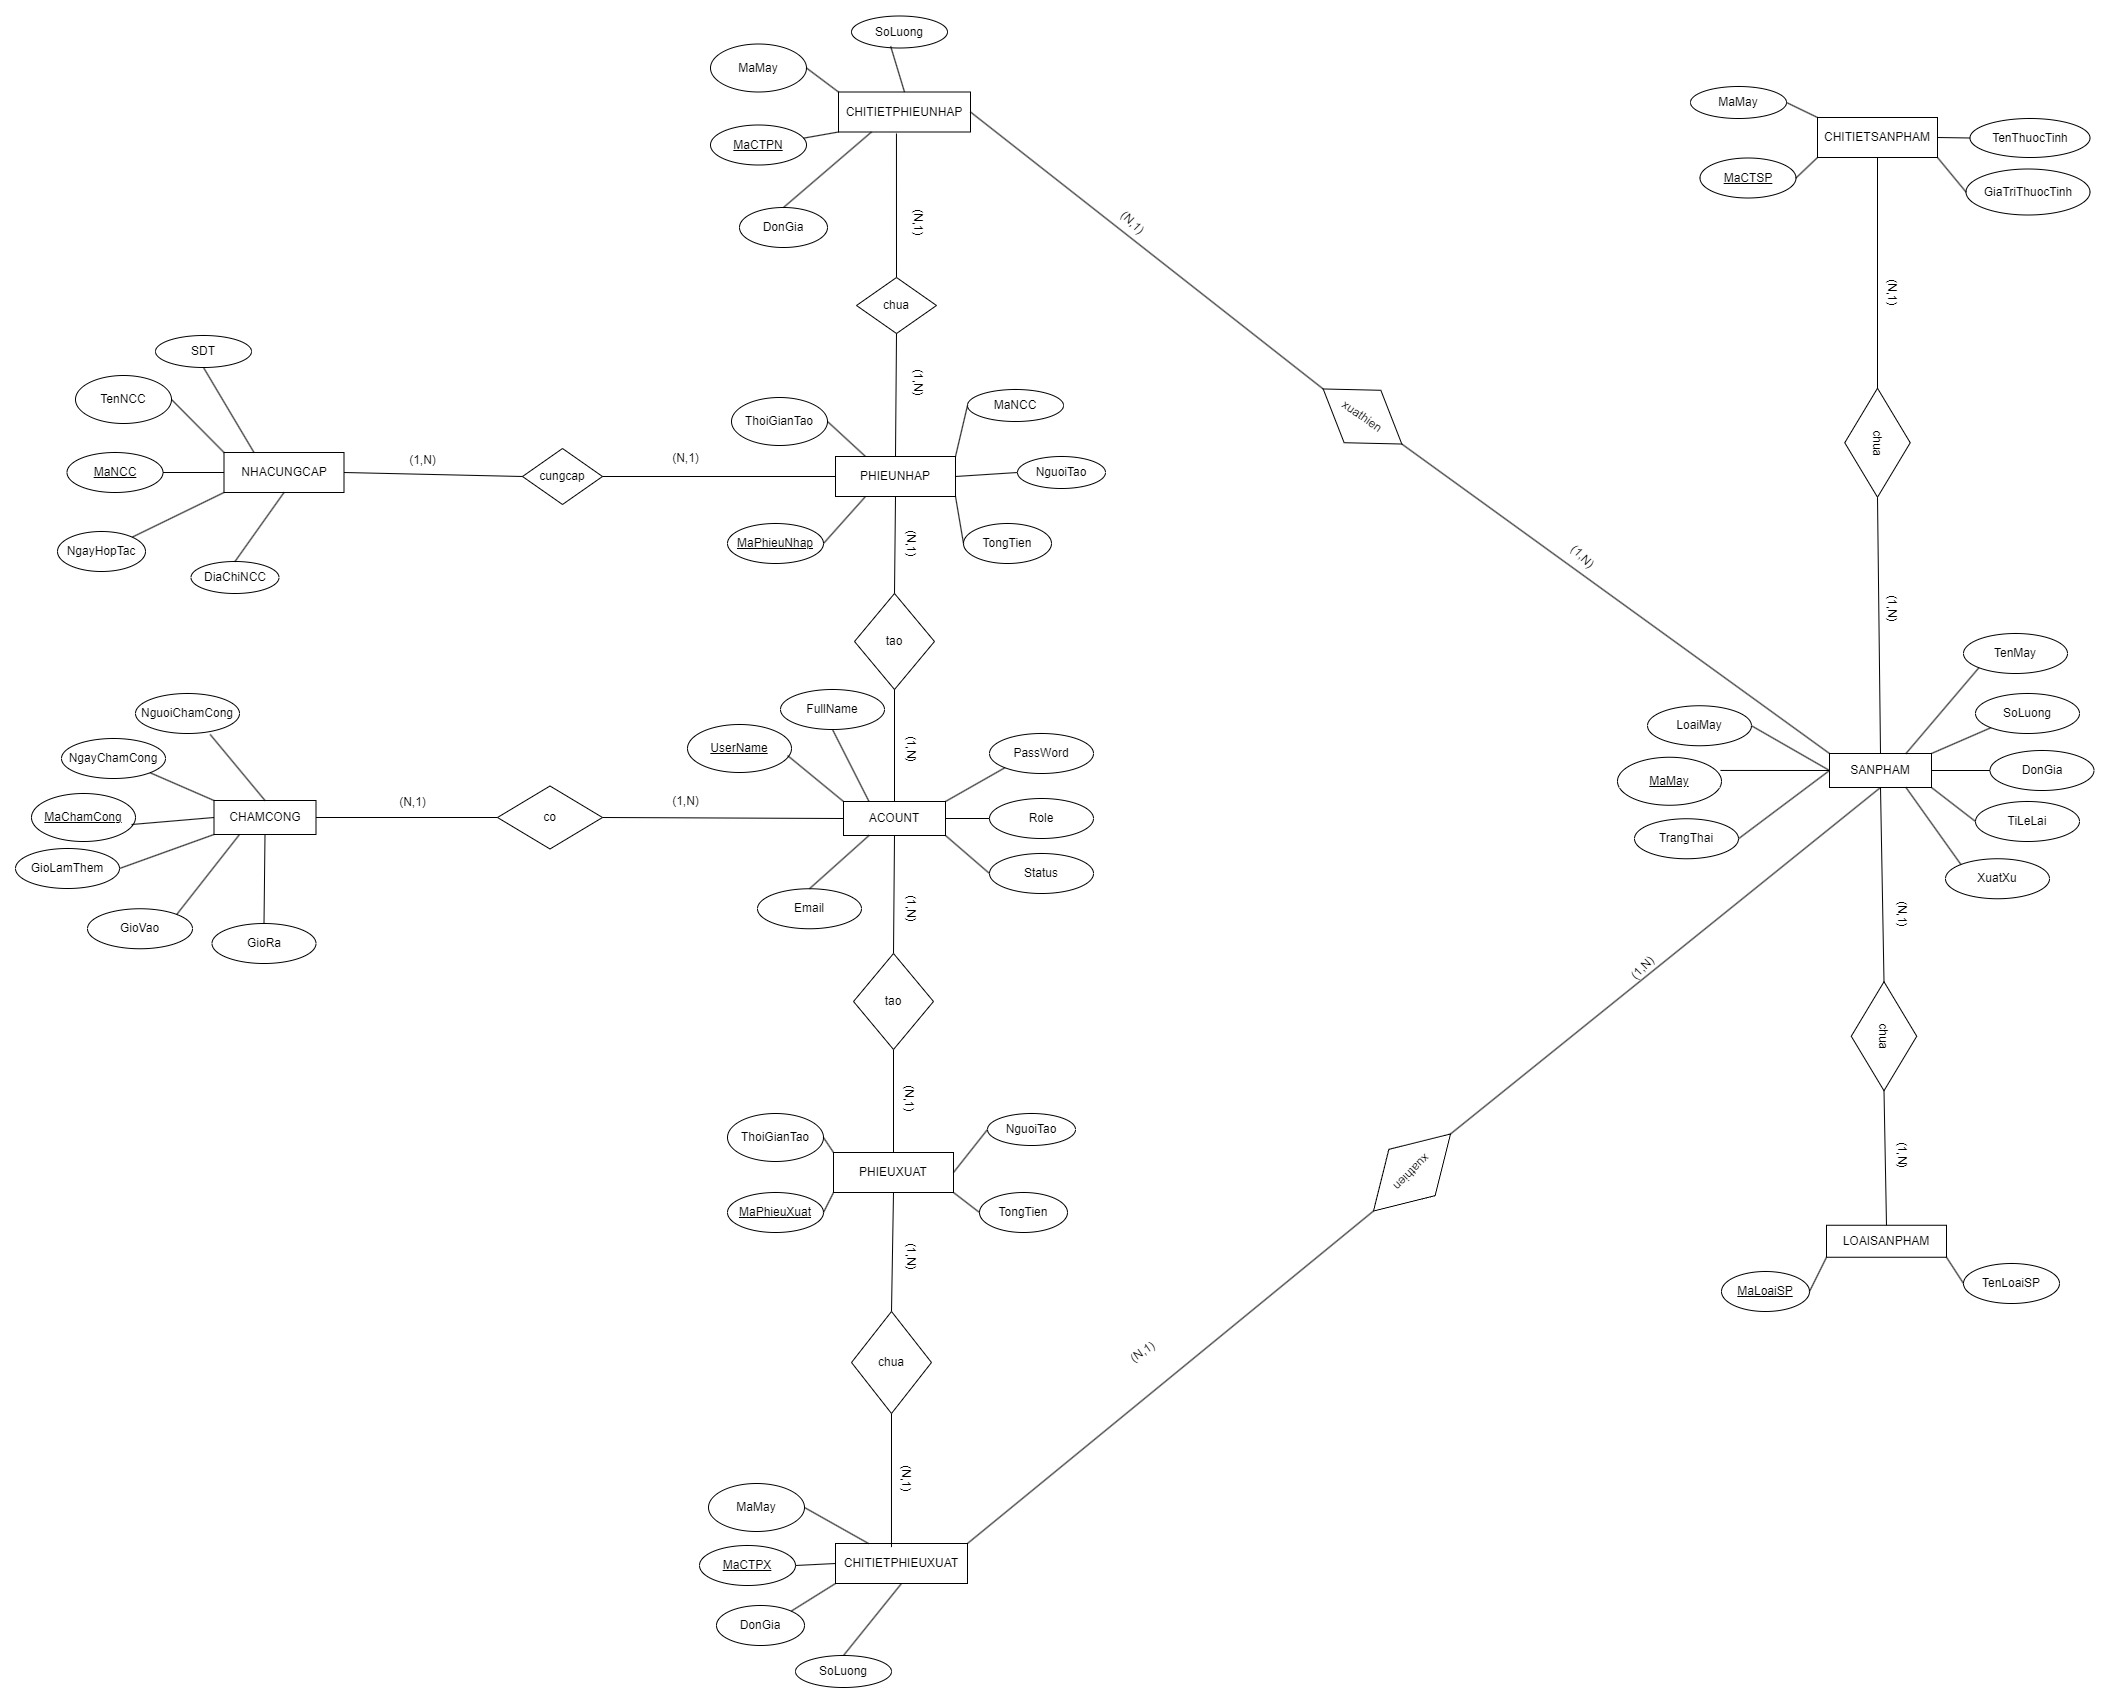 SoLuong
MaMay
CHITIETPHIEUNHAP
MaCTPN
DonGia
(N,1)
chua
(1,N)
MaMay
CHITIETSANPHAM
TenThuocTinh
MaCTSP
GiaTriThuocTinh
(N,1)
xuathien
(1,N)
(N,1)
chua
(1,N)
SDT
TenNCC
MaNCC
NHACUNGCAP
NgayHopTac
DiaChiNCC
(1,N)
cungcap
(N,1)
ThoiGianTao
MaNCC
PHIEUNHAP
NguoiTao
MaPhieuNhap
TongTien
(N,1)
tao
(1,N)
NguoiChamCong
NgayChamCong
MaChamCong
CHAMCONG
GioLamThem
GioVao
GioRa
(N,1)
co
(1,N)
FullName
UserName
PassWord
ACOUNT
Role
Status
Email
TenMay
LoaiMay
SoLuong
SANPHAM
DonGia
MaMay
TiLeLai
TrangThai
XuatXu
(1,N)
tao
(N,1)
(N,1)
chua
(1,N)
(1,N)
xuathien
(N,1)
ThoiGianTao
NguoiTao
PHIEUXUAT
MaPhieuXuat
TongTien
LOAISANPHAM
MaLoaiSP
TenLoaiSP
(1,N)
chua
(N,1)
MaMay
MaCTPX
CHITIETPHIEUXUAT
DonGia
SoLuong